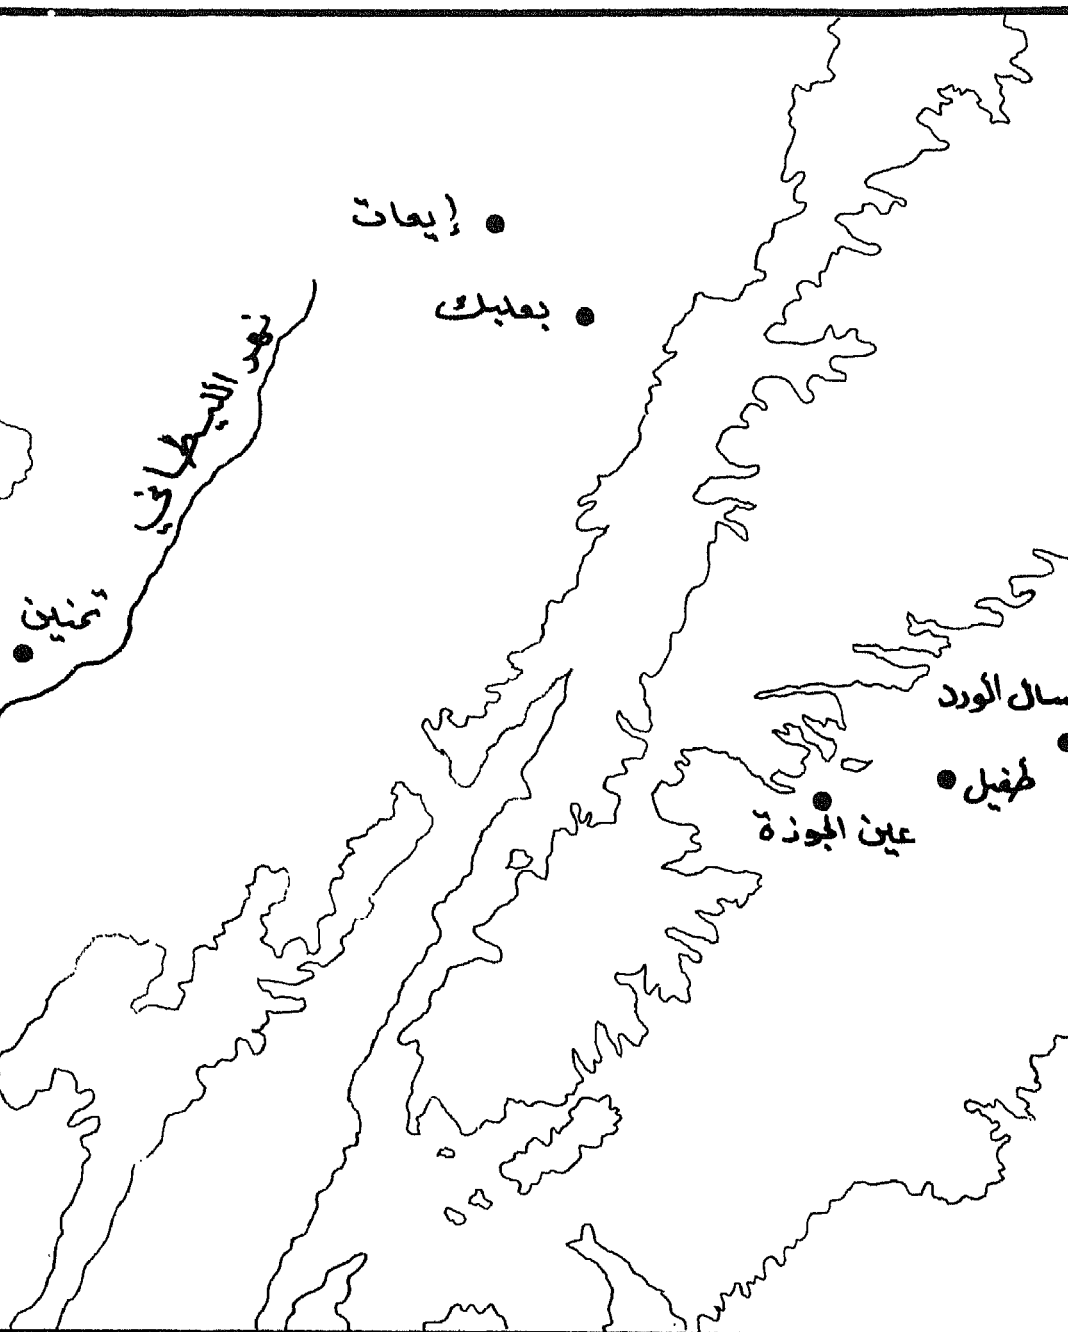 إيعات
بعلبك
نهر الليطاني
تمنين
سال الورد
طفيل
عين الجوزة